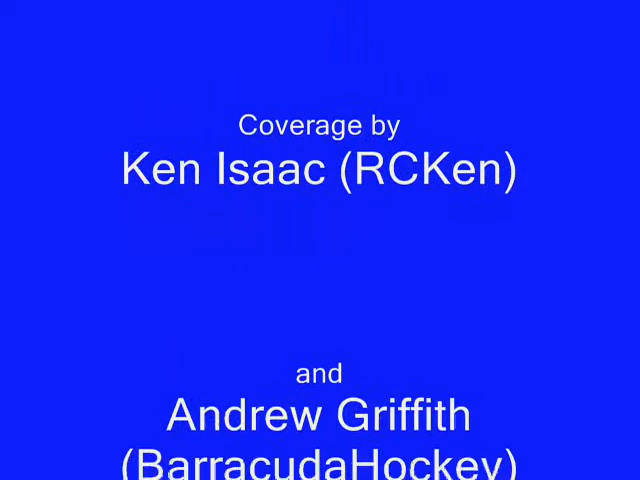 Coverage by
Ken Isaac (RCKen)
and
Andrew Griffith
(BarracudaHockey)